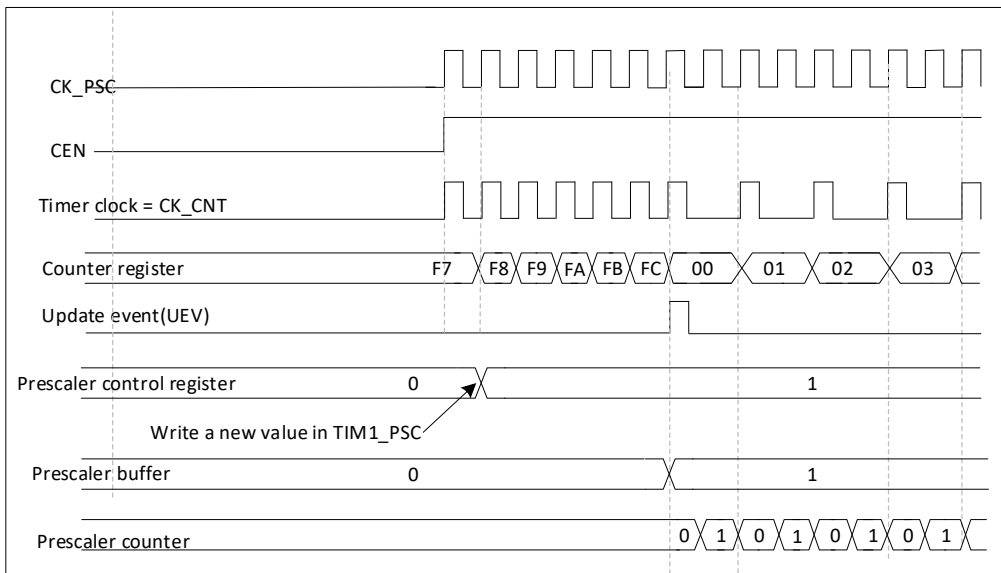 CK_PSC
CEN
Timer clock = CK_CNT
Counter register F7 F8 F9 FA FB FC 00 01 02 03
Update event(UEV)
Prescaler control register 0 1
Write a new value in TIM1_PSC
Prescaler buffer 0 1
Prescaler counter 0 1 0 1 0 1 0 1